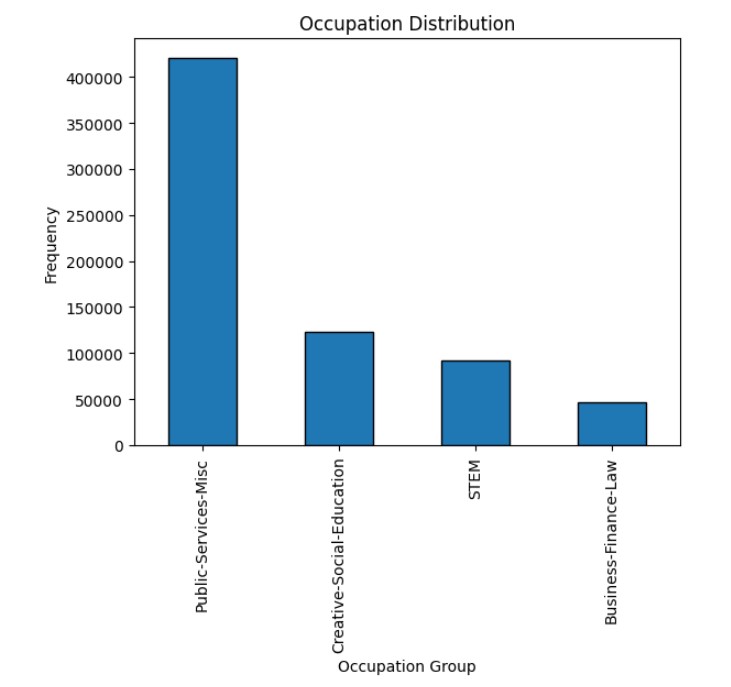 Occupation Distribution
400000
350000
300000
250000
200000
150000
100000
50000
0
Frequency
Public-Services-Misc
Creative-Social-Education
STEM
Business-Finance-Law
Occupation Group